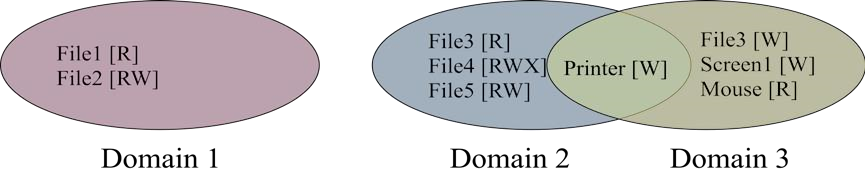 File1 [R]
File2 [RW]
Domain 1
File3 [R]
File4 [RWX]
File5 [RW]
Printer [W]
File3 [W]
Screen1 [W]
Mouse [R]
Domain 2
Domain 3